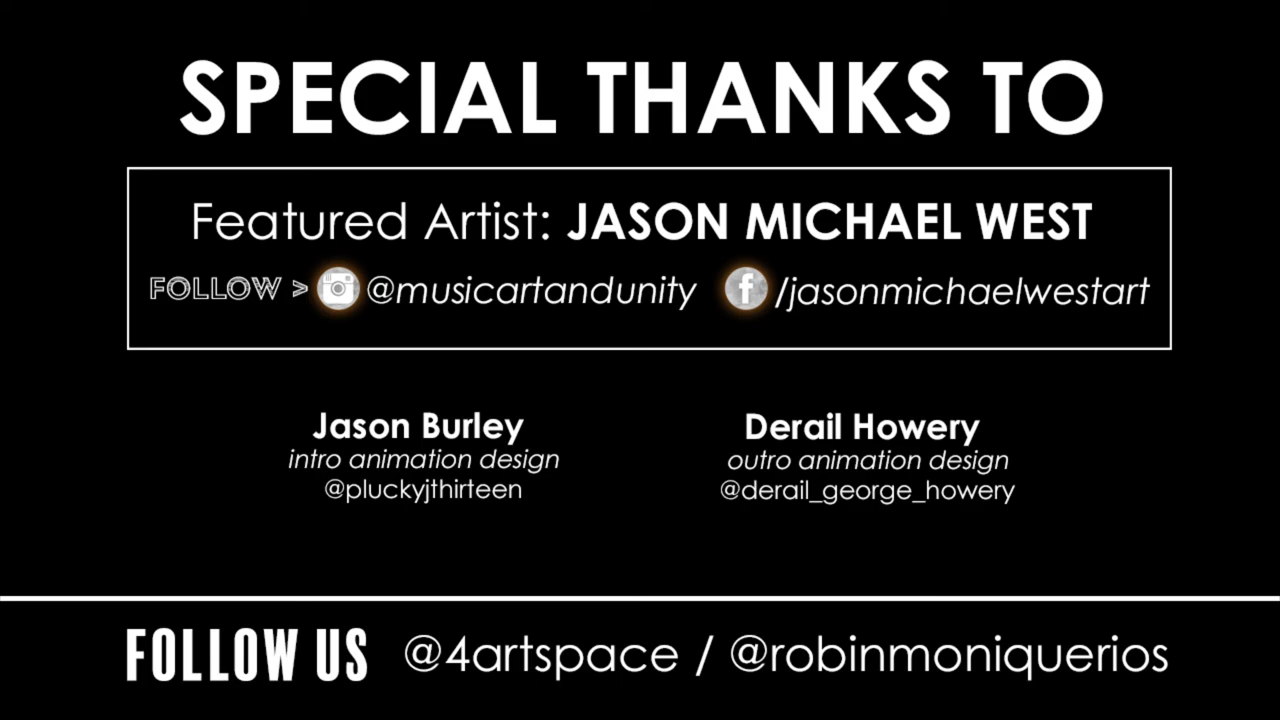 SPECIAL THANKS TO
Featured Artist: JASON MICHAEL WEST
FOLLOW > @musicartandunity f /jasonmichaelwestart
Jason Burley
intro animation design
@pluckyjthirteen
Derail Howery
outro animation design
@derail_george_howery
FOLLOW US @4artspace / @robinmoniquerios